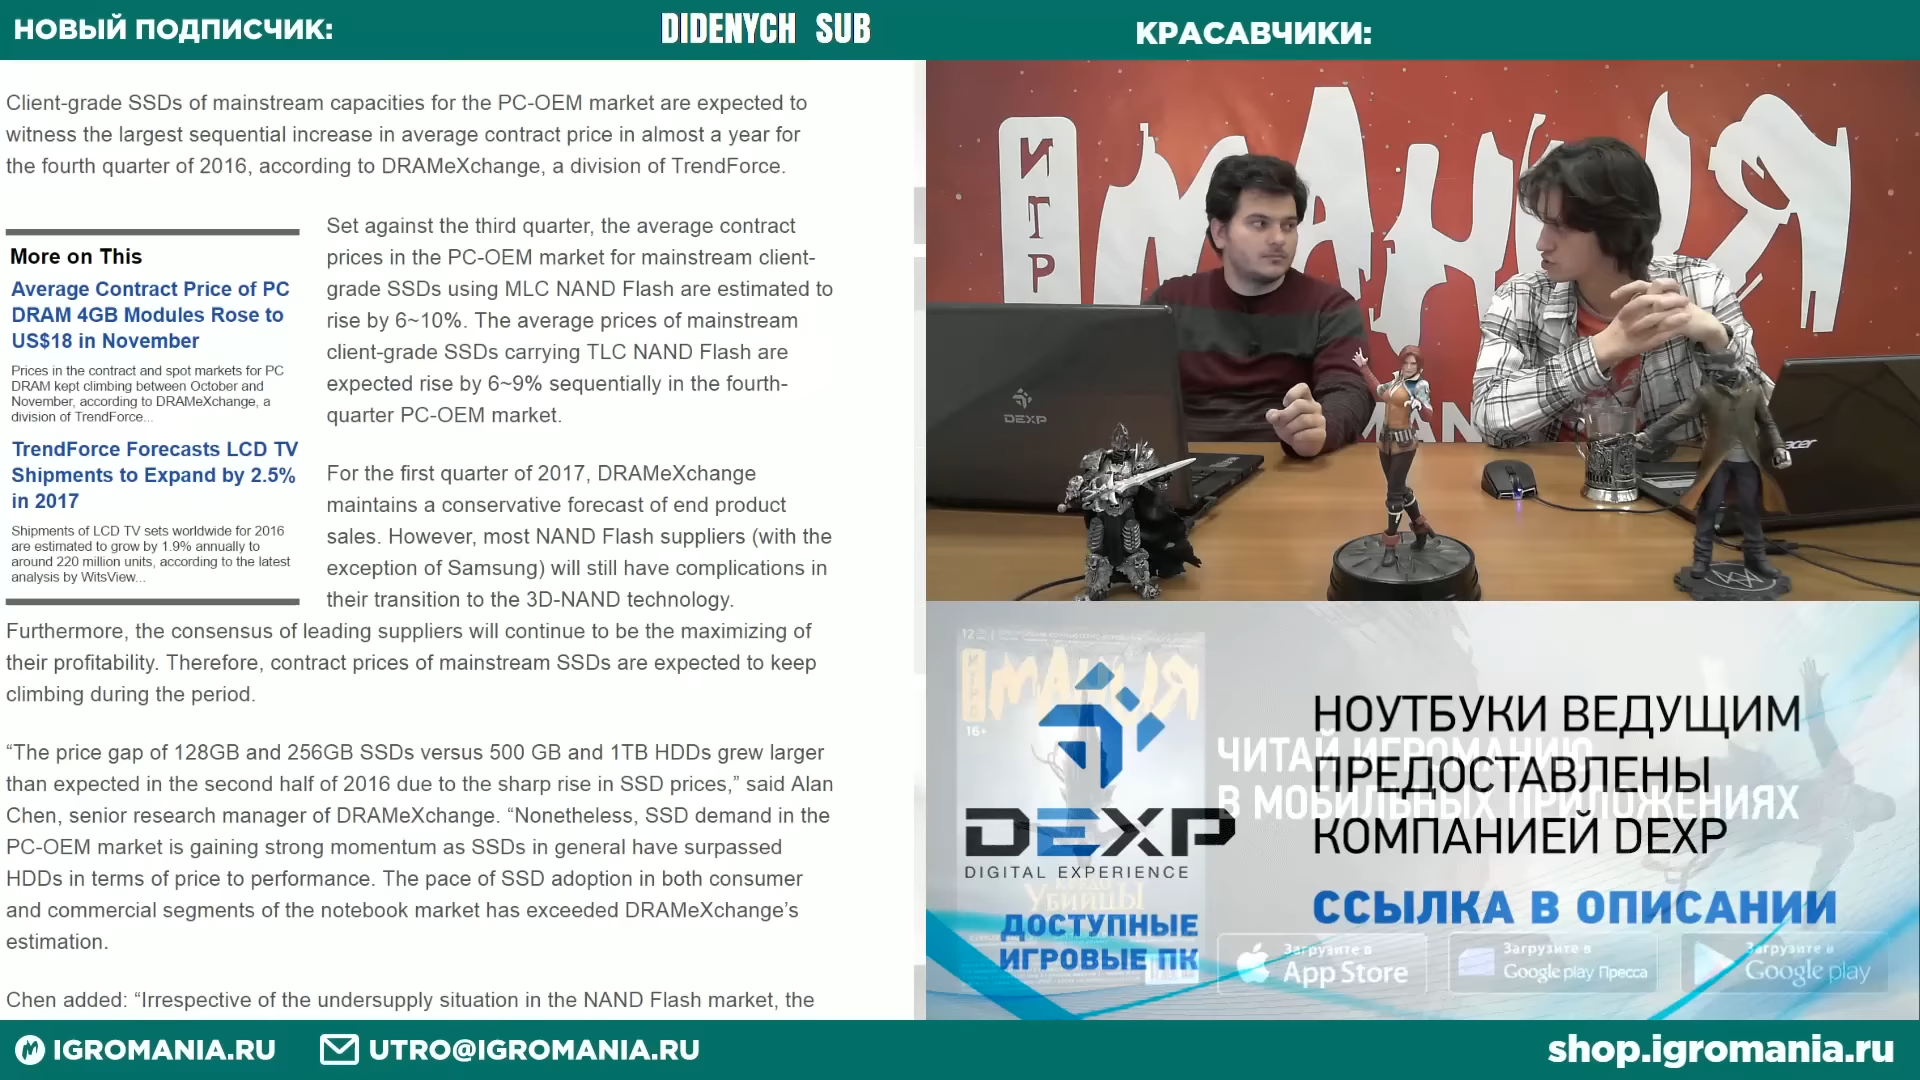 НОВЫЙ ПОДПИСЧИК:
DIDENYCH SUB
КРАСАВЧИКИ:
Client-grade SSDs of mainstream capacities for the PC-OEM market are expected to
witness the largest sequential increase in average contract price in almost a year for
the fourth quarter of 2016, according to DRAMeXchange, a division of TrendForce.
More on This
Average Contract Price of PC
DRAM 4GB Modules Rose to
US$18 in November
Prices in the contract and spot markets for PC
DRAM kept climbing between October and
November, according to DRAMeXchange, a
division of TrendForce...
TrendForce Forecasts LCD TV
Shipments to Expand by 2.5%
in 2017
Shipments of LCD TV sets worldwide for 2016
are estimated to grow by 1.9% annually to
around 220 million units, according to the latest
analysis by WitsView...
Set against the third quarter, the average contract
prices in the PC-OEM market for mainstream client-
grade SSDs using MLC NAND Flash are estimated to
rise by 6~10%. The average prices of mainstream
client-grade SSDs carrying TLC NAND Flash are
expected rise by 6~9% sequentially in the fourth-
quarter PC-OEM market.
For the first quarter of 2017, DRAMeXchange
maintains a conservative forecast of end product
sales. However, most NAND Flash suppliers (with the
exception of Samsung) will still have complications in
their transition to the 3D-NAND technology.
Furthermore, the consensus of leading suppliers will continue to be the maximizing of
their profitability. Therefore, contract prices of mainstream SSDs are expected to keep
climbing during the period.
“The price gap of 128GB and 256GB SSDs versus 500 GB and 1TB HDDs grew larger
than expected in the second half of 2016 due to the sharp rise in SSD prices,” said Alan
Chen, senior research manager of DRAMeXchange. “Nonetheless, SSD demand in the
PC-OEM market is gaining strong momentum as SSDs in general have surpassed
HDDs in terms of price to performance. The pace of SSD adoption in both consumer
and commercial segments of the notebook market has exceeded DRAMeXchange’s
estimation.
Chen added: “Irrespective of the undersupply situation in the NAND Flash market, the
ИГР
МАНИЯ
DEXP
acer
16+
DEXP
DIGITAL EXPERIENCE
ДОСТУПНЫЕ
ИГРОВЫЕ ПК
НОУТБУКИ ВЕДУЩИМ
ПРЕДОСТАВЛЕНЫ
КОМПАНИЕЙ DEXP
ССЫЛКА В ОПИСАНИИ
ЧИТАЙ ИГРОМАНИЮ
В МОБИЛЬНЫХ ПРИЛОЖЕНИЯХ
Загрузите в
App Store
Загрузите в
Google play Пресса
Загрузите в
Google play
IGROMANIA.RU
UTRO@IGROMANIA.RU
shop.igromania.ru